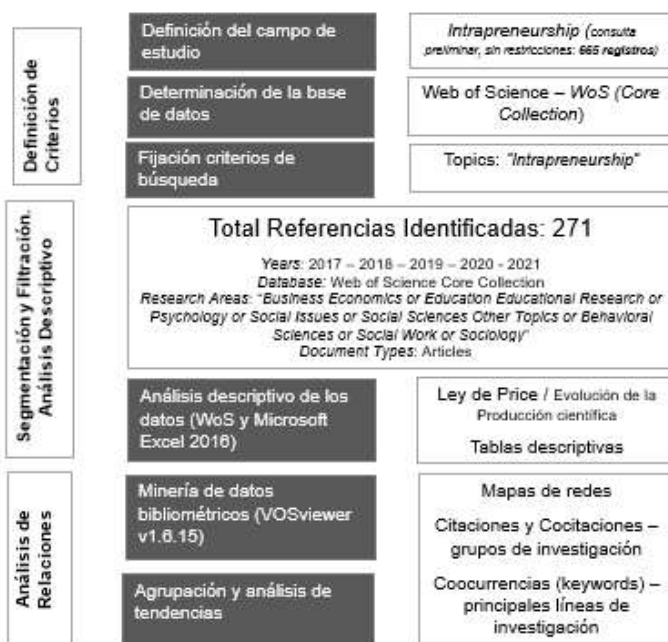 Definición de
Criterios
Definición del campo de
estudio
Intrapreneurship (consulta
preliminar, sin restricciones: 665 registros)
Determinación de la base
de datos
Web of Science – WoS (Core
Collection)
Fijación criterios de
búsqueda
Topics: "Intrapreneurship"
Segmentación y Filtración.
Análisis Descriptivo
Total Referencias Identificadas: 271
Years: 2017 – 2018 – 2019 – 2020 - 2021
Database: Web of Science Core Collection
Research Areas: "Business Economics or Education Educational Research or
Psychology or Social Issues or Social Sciences Other Topics or Behavioral
Sciences or Social Work or Sociology"
Document Types: Articles
Análisis descriptivo de los
datos (WoS y Microsoft
Excel 2016)
Ley de Price / Evolución de la
Producción científica
Tablas descriptivas
Análisis de
Relaciones
Minería de datos
bibliométricos (VOSviewer
v1.6.15)
Agrupación y análisis de
tendencias
Mapas de redes
Citaciones y Cocitaciones –
grupos de investigación
Coocurrencias (keywords) –
principales líneas de
investigación